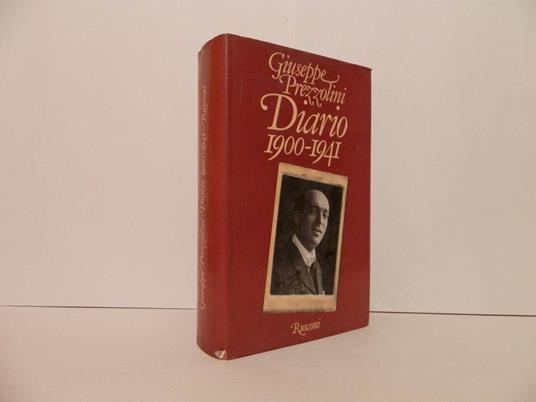 Giuseppe
Prezzolini
Diario
1900-1941
Rusconi
Giuseppe Prezzolini / Diario 1900-1941 / Rusconi